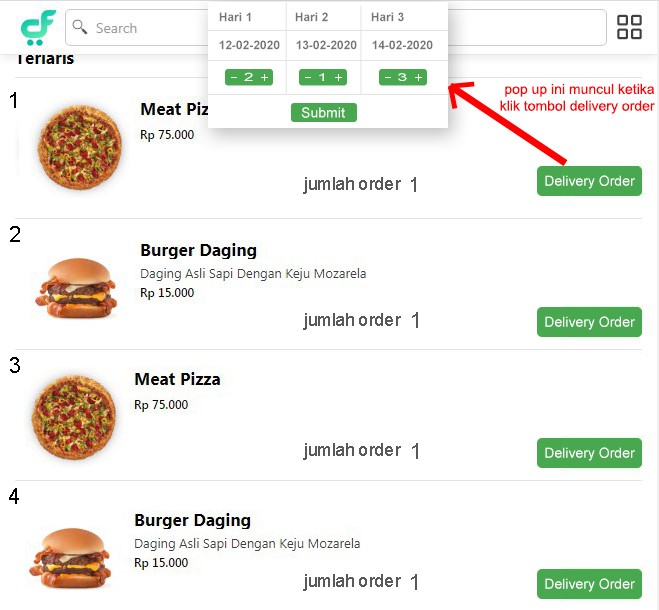 Search
Hari 1 Hari 2 Hari 3
12-02-2020 13-02-2020 14-02-2020
- 2 + - 1 + - 3 +
Submit
Terlaris
pop up ini muncul ketika
klik tombol delivery order
1
Meat Piz
Rp 75.000
jumlah order 1
Delivery Order
2
Burger Daging
Daging Asli Sapi Dengan Keju Mozarela
Rp 15.000
jumlah order 1
Delivery Order
3
Meat Pizza
Rp 75.000
jumlah order 1
Delivery Order
4
Burger Daging
Daging Asli Sapi Dengan Keju Mozarela
Rp 15.000
jumlah order 1
Delivery Order